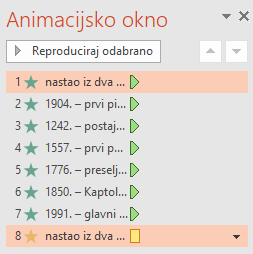 Animacijsko okno
Reproduciraj odabrano
1 nastao iz dva ...
2 1904. – prvi pi...
3 1242. – postaj...
4 1557. – prvi p...
5 1776. – preselj...
6 1850. – Kaptol...
7 1991. – glavni ...
8 nastao iz dva ...